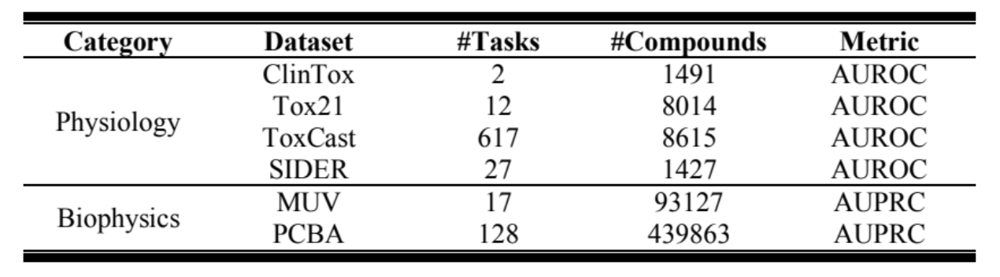 Category Dataset #Tasks #Compounds Metric
ClinTox 2 1491 AUROC
Tox21 12 8014 AUROC
Physiology
ToxCast 617 8615 AUROC
SIDER 27 1427 AUROC
MUV 17 93127 AUPRC
Biophysics
PCBA 128 439863 AUPRC